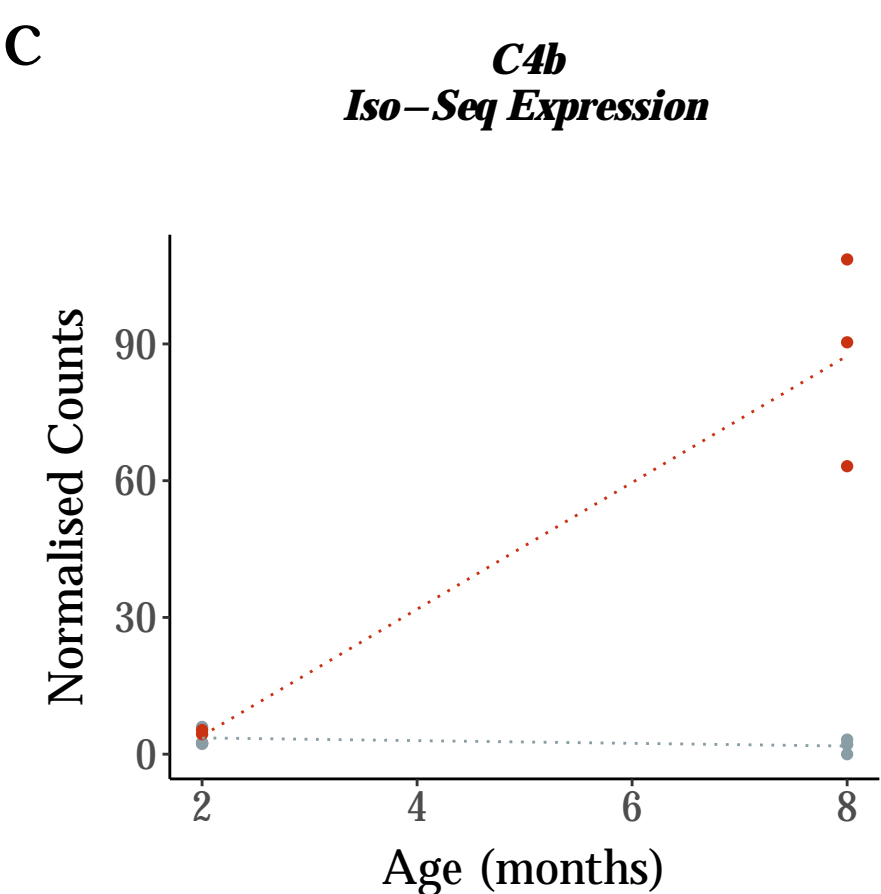 C
C4b
Iso−Seq Expression
Normalised Counts
90
60
30
0
2 4 6 8
Age (months)